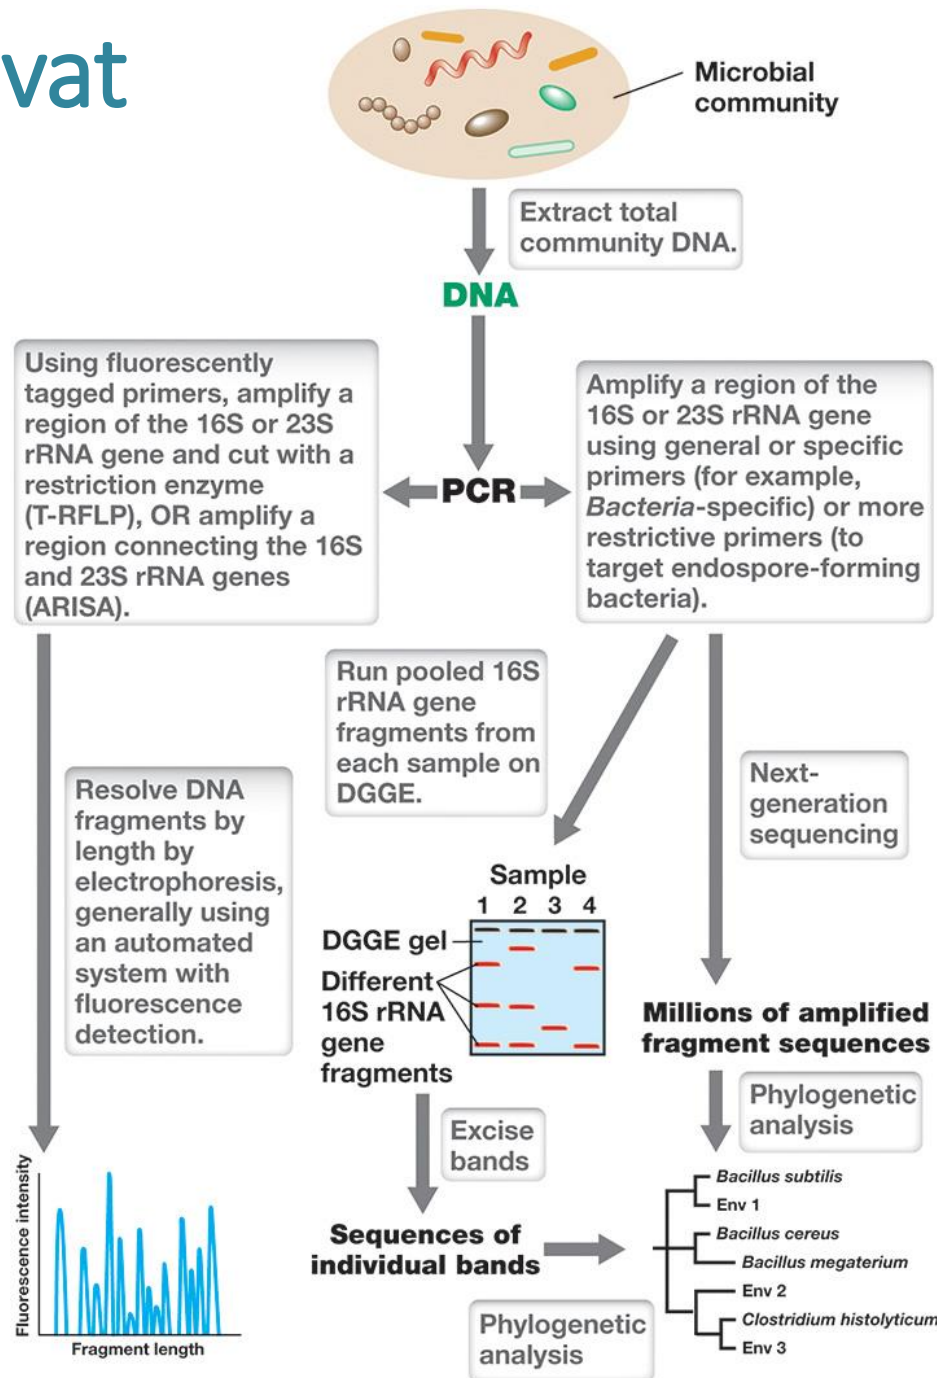 vat
Microbial
community
Extract total
community DNA.
DNA
Using fluorescently
tagged primers, amplify a
region of the 16S or 23S
rRNA gene and cut with a
restriction enzyme
(T-RFLP), OR amplify a
region connecting the 16S
and 23S rRNA genes
(ARISA).
PCR
Amplify a region of the
16S or 23S rRNA gene
using general or specific
primers (for example,
Bacteria-specific) or more
restrictive primers (to
target endospore-forming
bacteria).
Run pooled 16S
rRNA gene
fragments from
each sample on
DGGE.
Next-
generation
sequencing
Resolve DNA
fragments by
length by
electrophoresis,
generally using
an automated
system with
fluorescence
detection.
Sample
1 2 3 4
DGGE gel
Different
16S rRNA
gene
fragments
Millions of amplified
fragment sequences
Excise
bands
Phylogenetic
analysis
Sequences of
individual bands
Phylogenetic
analysis
Bacillus subtilis
Env 1
Bacillus cereus
Bacillus megaterium
Env 2
Clostridium histolyticum
Env 3
Fluorescence intensity
Fragment length